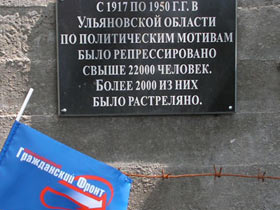 С 1917 ПО 1950 Г.Г. В
УЛЬЯНОВСКОЙ ОБЛАСТИ
ПО ПОЛИТИЧЕСКИМ МОТИВАМ
БЫЛО РЕПРЕССИРОВАНО
СВЫШЕ 22000 ЧЕЛОВЕК.
БОЛЕЕ 2000 ИЗ НИХ
БЫЛО РАСТРЕЛЯНО.
Гражданский Фронт